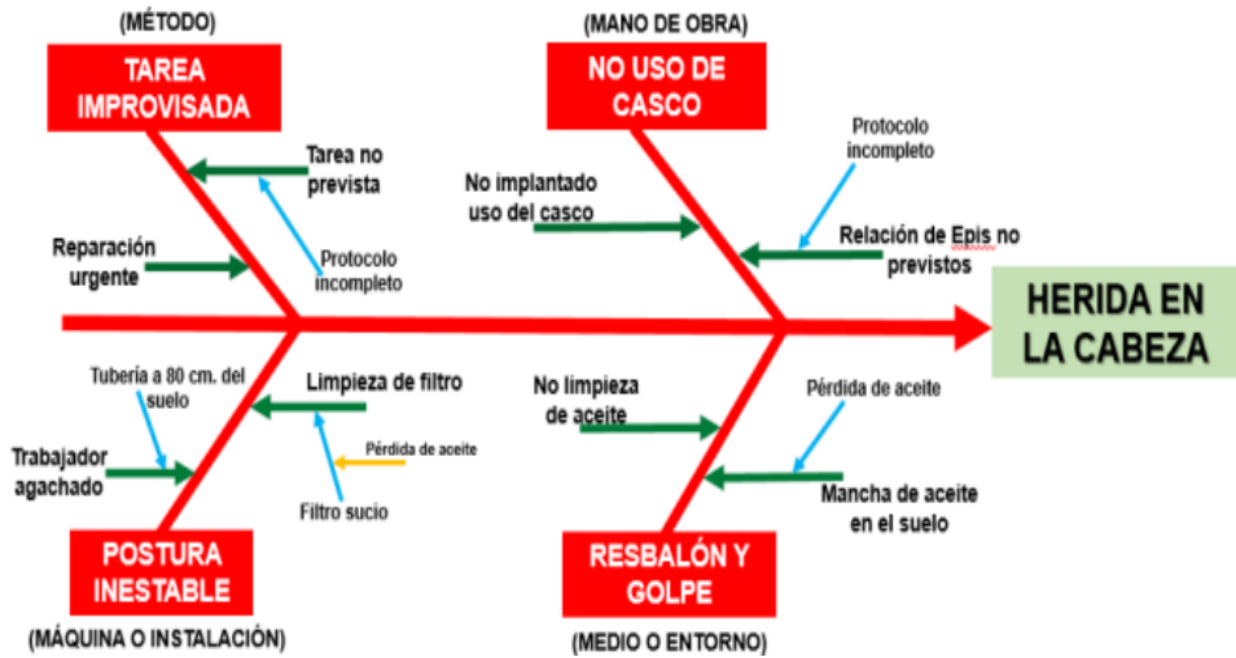 (MÉTODO)
TAREA
IMPROVISADA
Tarea no
prevista
Reparación
urgente
Protocolo
incompleto
(MANO DE OBRA)
NO USO DE
CASCO
Protocolo
incompleto
No implantado
uso del casco
Relación de Epis no
previstos
HERIDA EN
LA CABEZA
Tubería a 80 cm. del
suelo
Limpieza de filtro
Pérdida de aceite
Trabajador
agachado
Filtro sucio
POSTURA
INESTABLE
(MÁQUINA O INSTALACIÓN)
No limpieza
de aceite
Pérdida de aceite
Mancha de aceite
en el suelo
RESBALÓN Y
GOLPE
(MEDIO O ENTORNO)